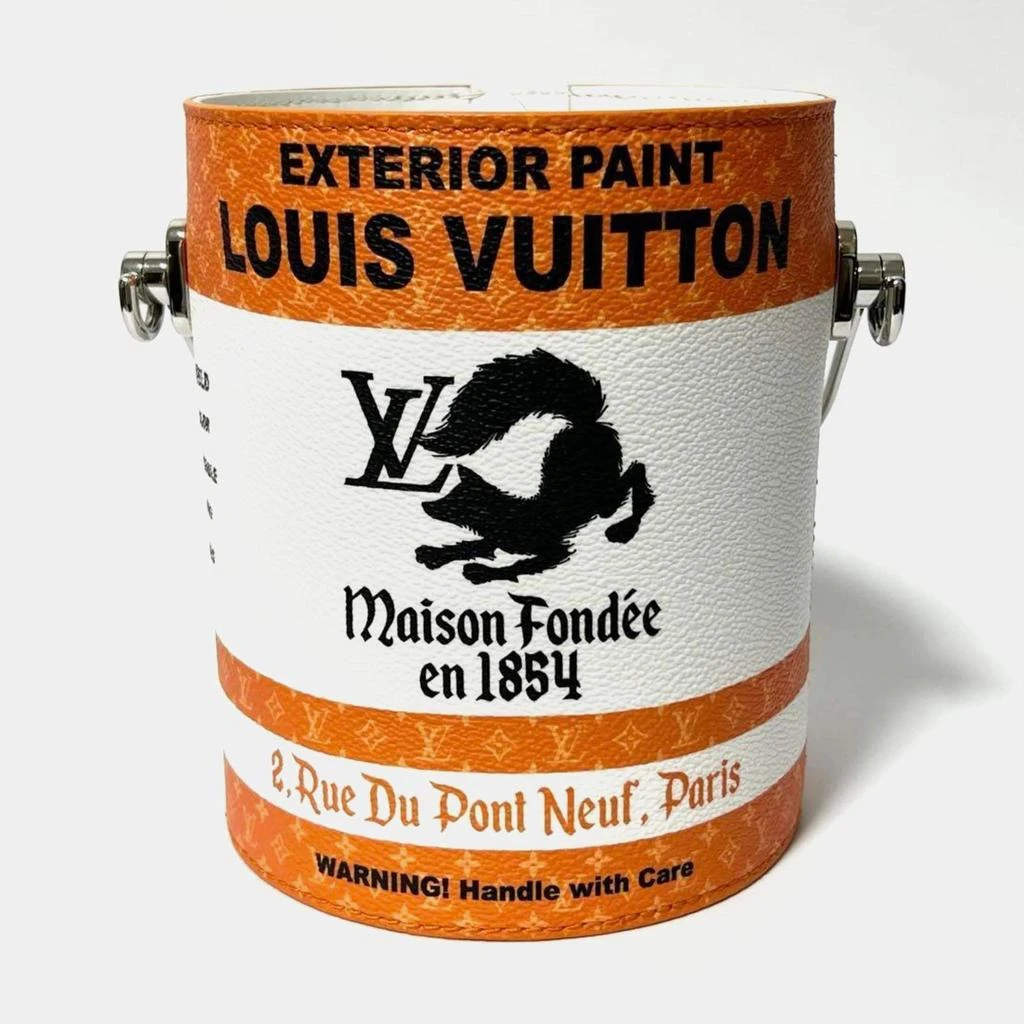 EXTERIOR PAINT
LOUIS VUITTON
LV
Maison Fondée
en 1854
2, Rue Du Pont Neuf, Paris
WARNING! Handle with Care